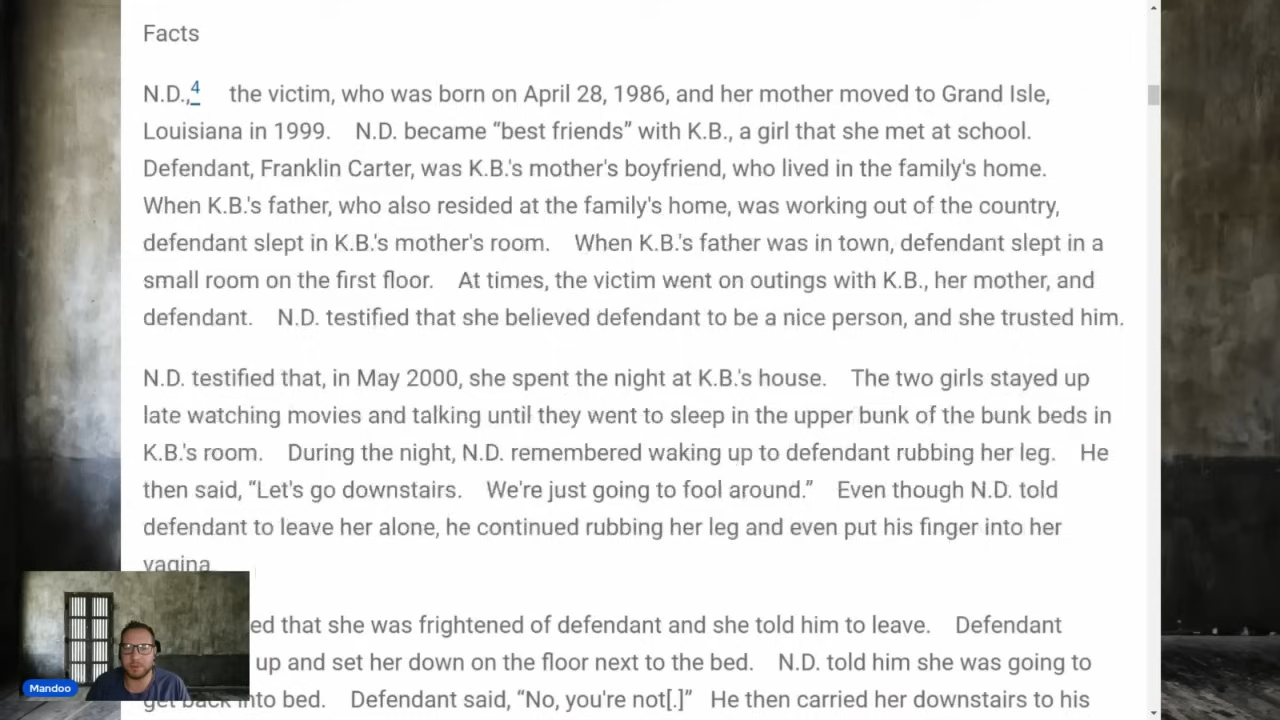 Facts
N.D.,4 the victim, who was born on April 28, 1986, and her mother moved to Grand Isle,
Louisiana in 1999. N.D. became “best friends” with K.B., a girl that she met at school.
Defendant, Franklin Carter, was K.B.'s mother's boyfriend, who lived in the family's home.
When K.B.'s father, who also resided at the family's home, was working out of the country,
defendant slept in K.B.'s mother's room. When K.B.'s father was in town, defendant slept in a
small room on the first floor. At times, the victim went on outings with K.B., her mother, and
defendant. N.D. testified that she believed defendant to be a nice person, and she trusted him.
N.D. testified that, in May 2000, she spent the night at K.B.'s house. The two girls stayed up
late watching movies and talking until they went to sleep in the upper bunk of the bunk beds in
K.B.'s room. During the night, N.D. remembered waking up to defendant rubbing her leg. He
then said, “Let's go downstairs. We're just going to fool around.” Even though N.D. told
defendant to leave her alone, he continued rubbing her leg and even put his finger into her
vagina.
ed that she was frightened of defendant and she told him to leave. Defendant
up and set her down on the floor next to the bed. N.D. told him she was going to
get back into bed. Defendant said, “No, you're not[.]” He then carried her downstairs to his
Mandoo